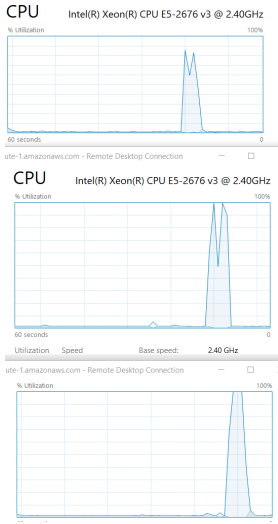 CPU Intel(R) Xeon(R) CPU E5-2676 v3 @ 2.40GHz
% Utilization 100%
60 seconds 0
ute-1.amazonaws.com - Remote Desktop Connection
CPU Intel(R) Xeon(R) CPU E5-2676 v3 @ 2.40GHz
% Utilization 100%
60 seconds 0
Utilization Speed Base speed: 2.40 GHz
ute-1.amazonaws.com - Remote Desktop Connection
% Utilization 100%